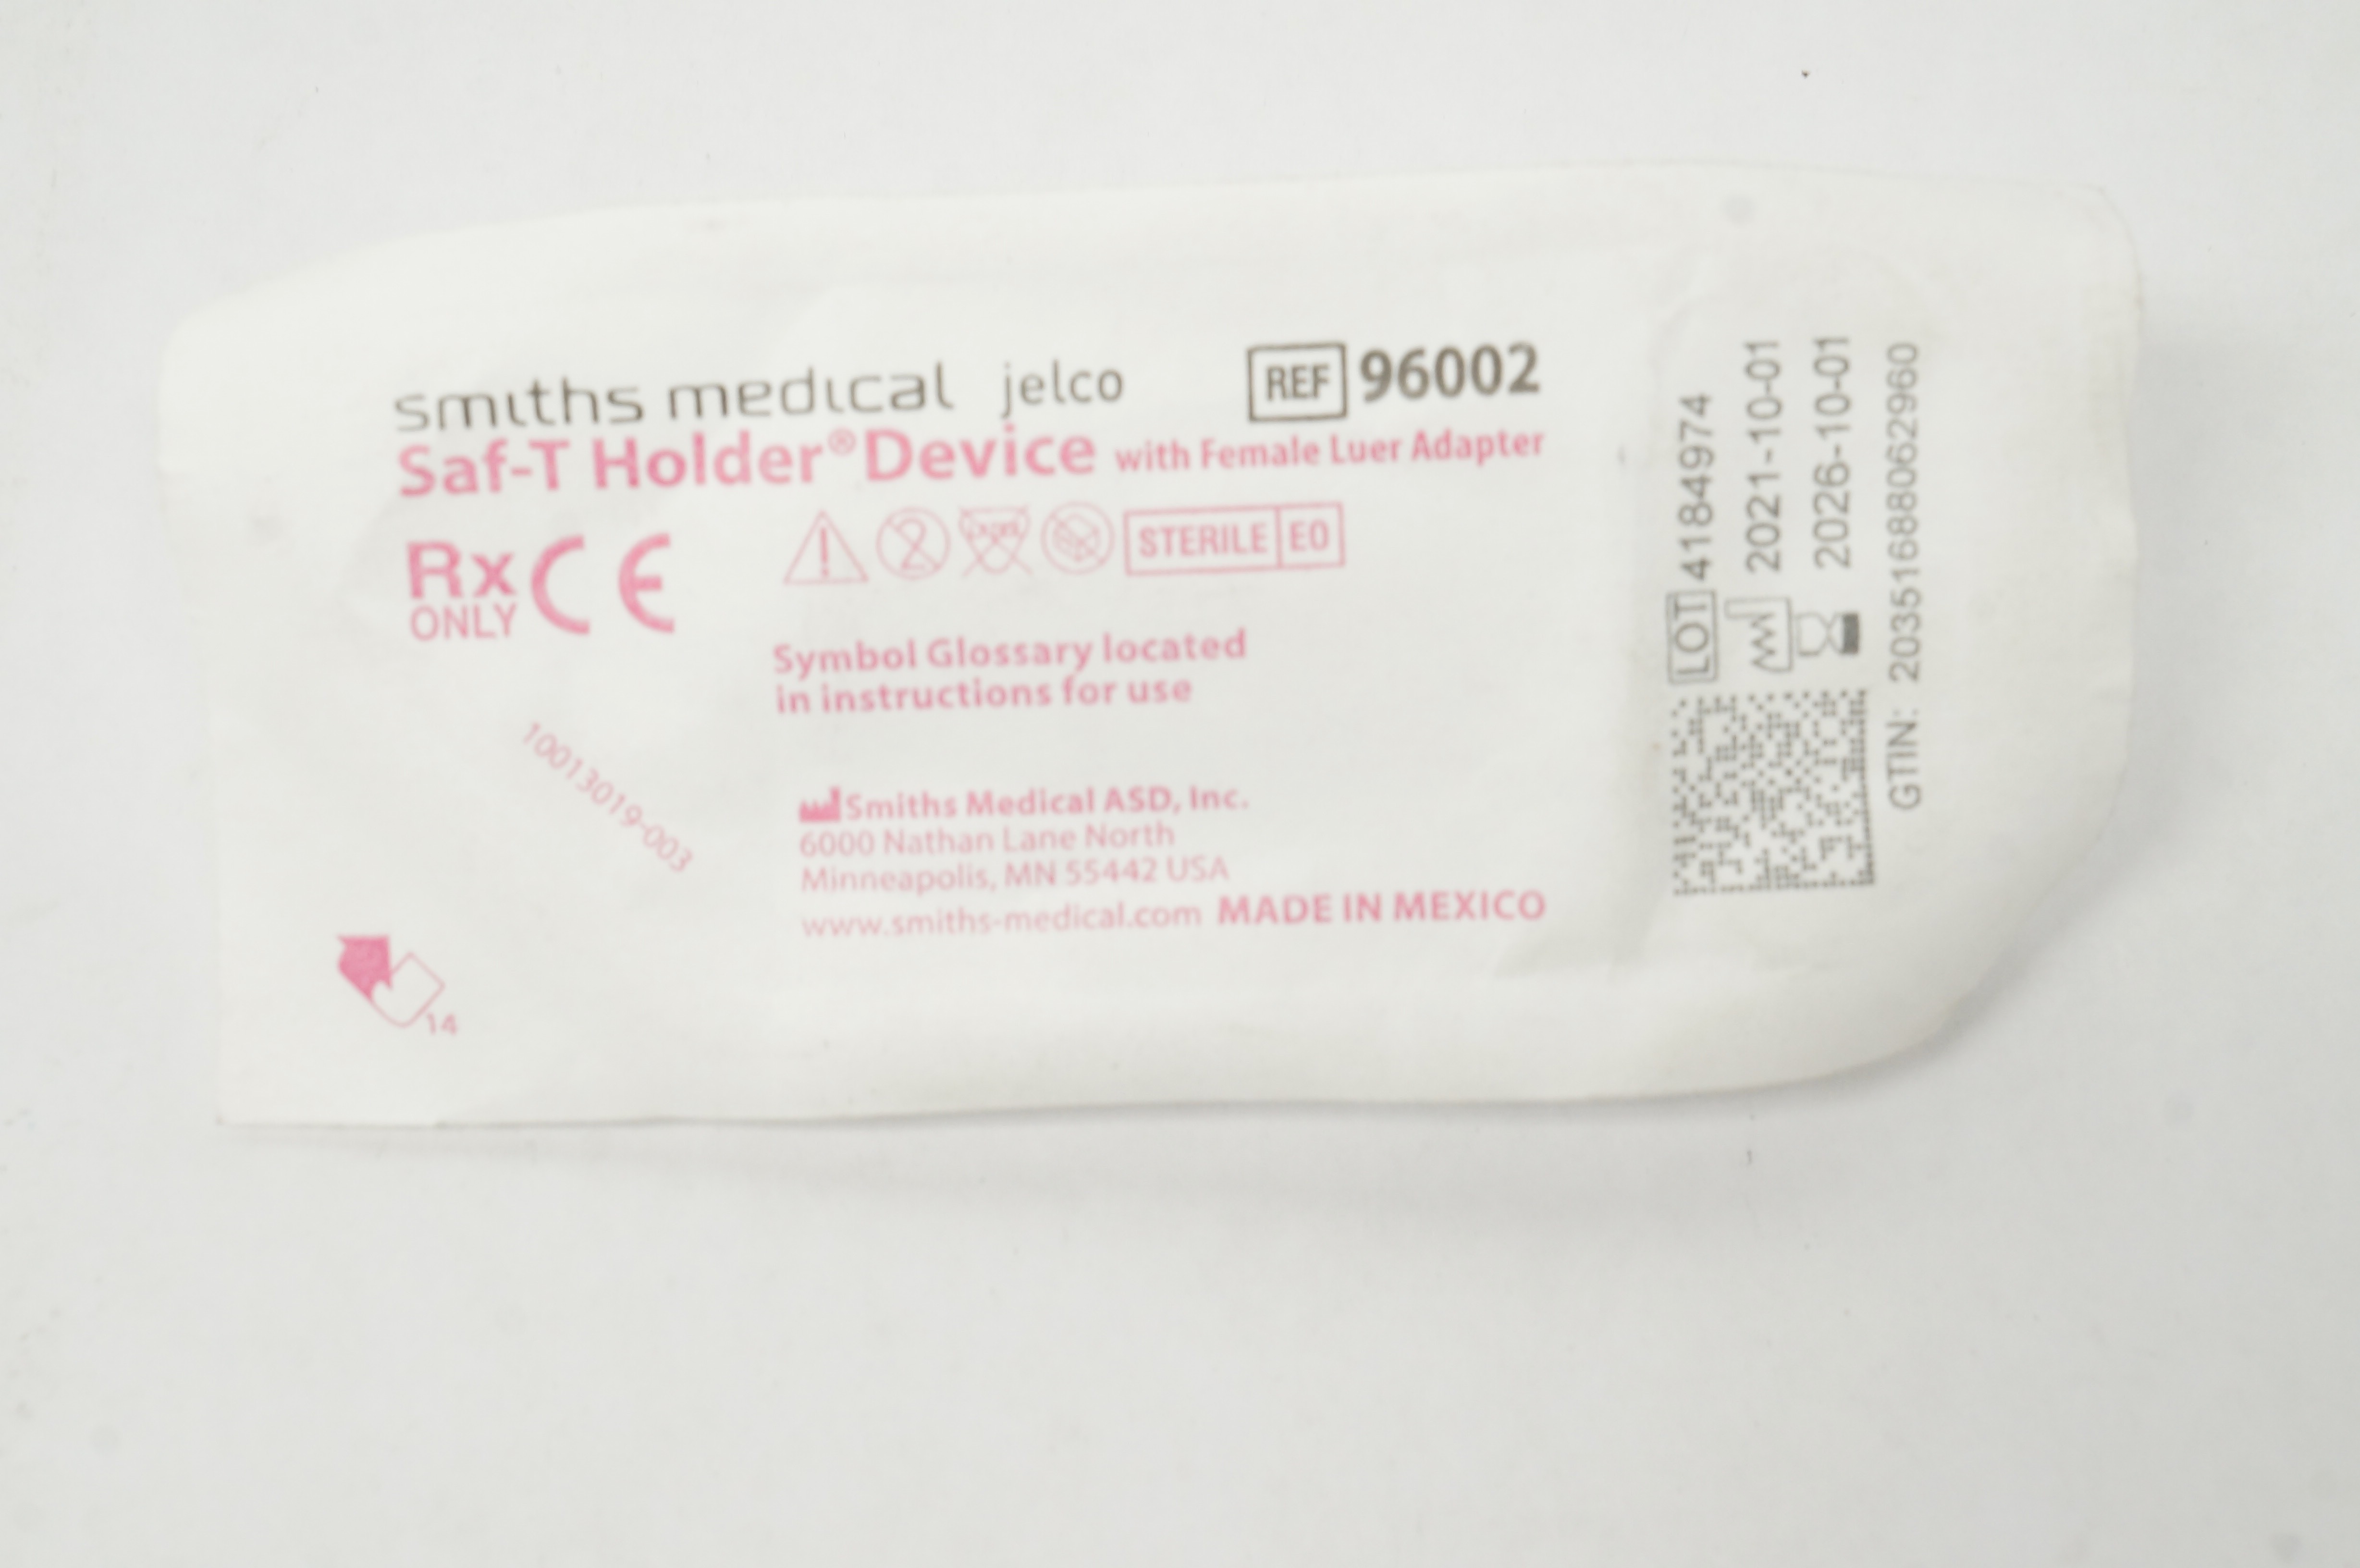 smiths medical jelco
REF 96002
Saf-T Holder® Device with Female Luer Adapter
Rx
ONLY
CE
2
STERILE EO
Symbol Glossary located
in instructions for use
10013019-003
Smiths Medical ASD, Inc.
6000 Nathan Lane North
Minneapolis, MN 55442 USA
www.smiths-medical.com MADE IN MEXICO
14
LOT 4184974
2021-10-01
2026-10-01
GTIN: 20351688062960